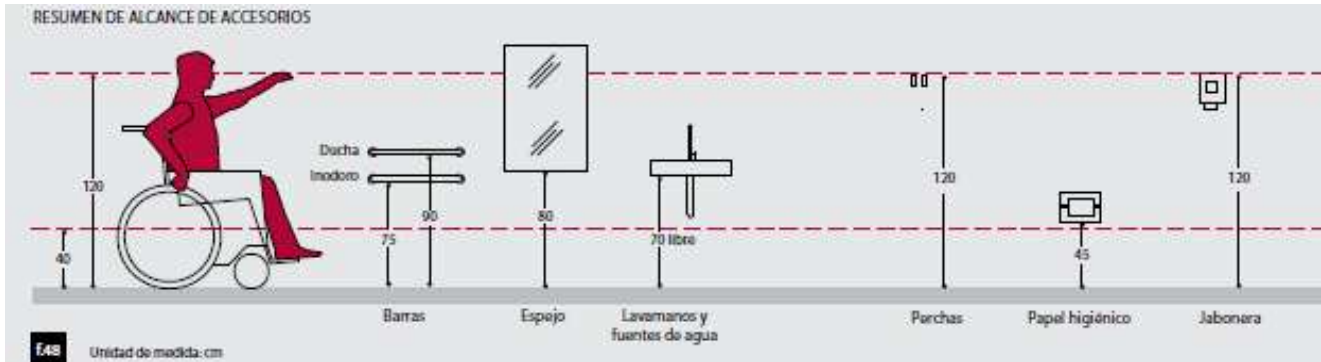 RESUMEN DE ALCANCE DE ACCESORIOS
Ducha
Inodoro
120
40
75
90
80
70 libre
120
45
120
Barras
Espejo
Lavamanos y
fuentes de agua
Perchas
Papel higiénico
Jabonera
f.48
Unidad de medida: cm